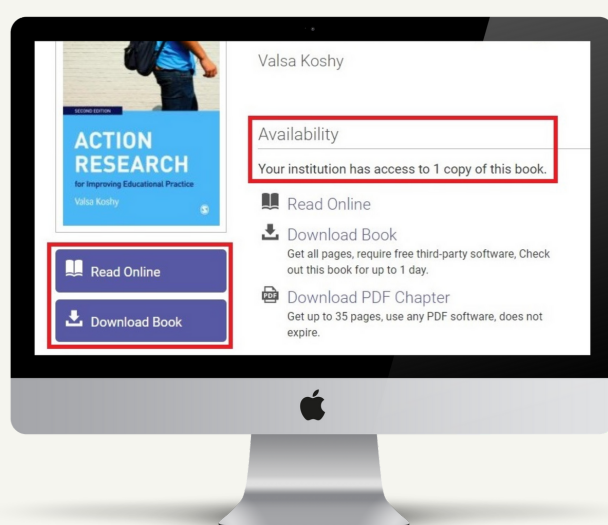 Valsa Koshy
SECOND EDITION
ACTION
RESEARCH
for Improving Educational Practice
Valsa Koshy
Availability
Your institution has access to 1 copy of this book.
Read Online
Download Book
Get all pages, require free third-party software, Check
out this book for up to 1 day.
PDF
Download PDF Chapter
Get up to 35 pages, use any PDF software, does not
expire.
Read Online
Download Book